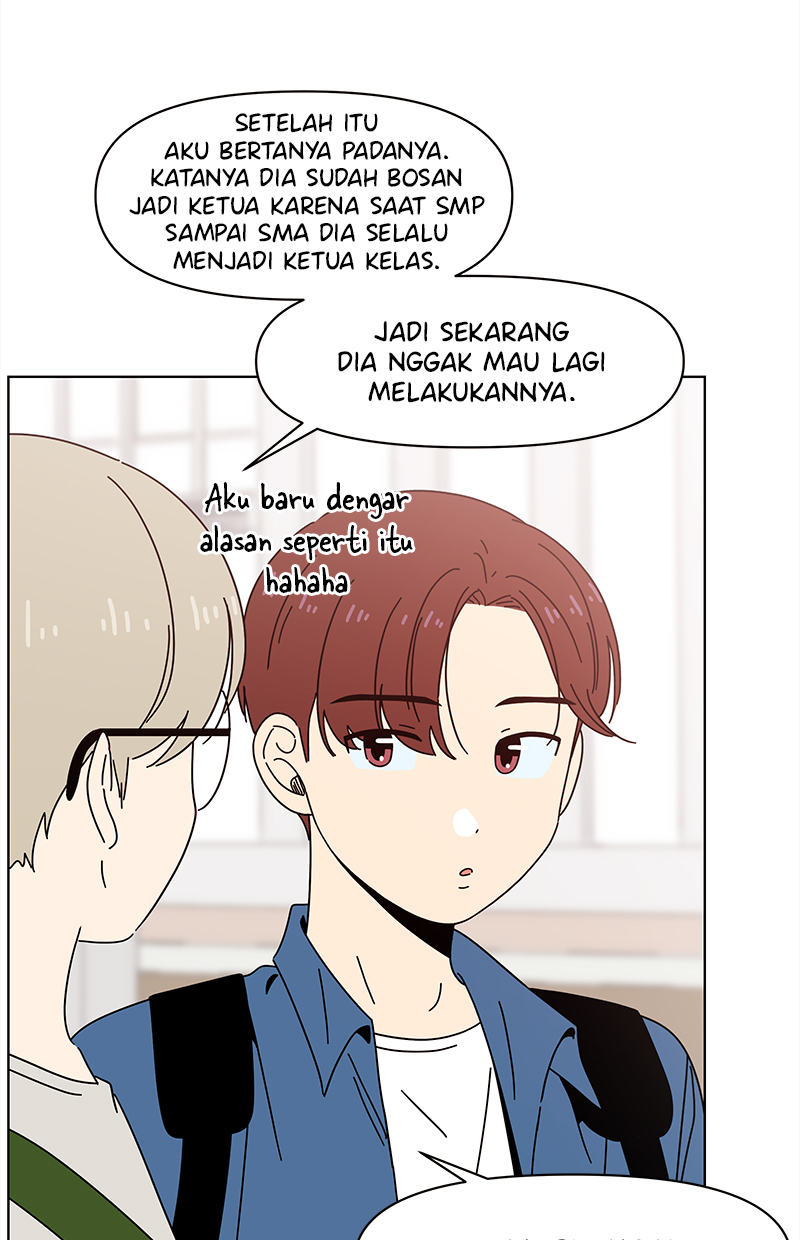 SETELAH ITU
AKU BERTANYA PADANYA.
KATANYA DIA SUDAH BOSAN
JADI KETUA KARENA SAAT SMP
SAMPAI SMA DIA SELALU
MENJADI KETUA KELAS.
JADI SEKARANG
DIA NGGAK MAU LAGI
MELAKUKANNYA.
Aku baru dengar
alasan seperti itu
hahaha